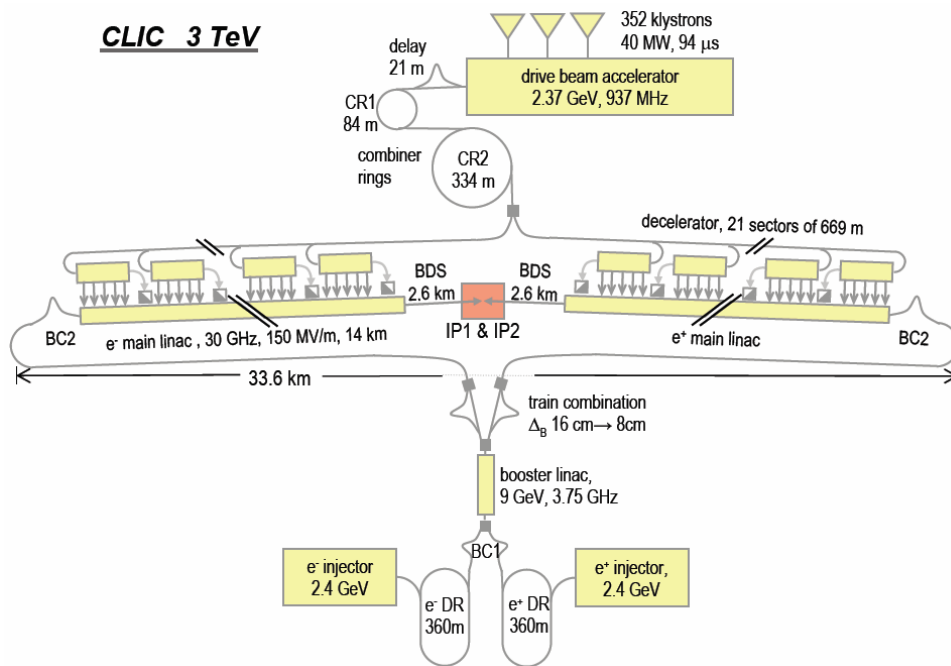 CLIC 3 TeV
352 klystrons
40 MW, 94 μs
delay
21 m
drive beam accelerator
2.37 GeV, 937 MHz
CR1
84 m
combiner
rings
CR2
334 m
decelerator, 21 sectors of 669 m
BDS
2.6 km
BDS
2.6 km
IP1 & IP2
BC2
e⁻ main linac , 30 GHz, 150 MV/m, 14 km
e⁺ main linac
BC2
33.6 km
train combination
Δ_B 16 cm→ 8cm
booster linac,
9 GeV, 3.75 GHz
BC1
e⁻ injector
2.4 GeV
e⁺ injector,
2.4 GeV
e⁻ DR
360m
e⁺ DR
360m